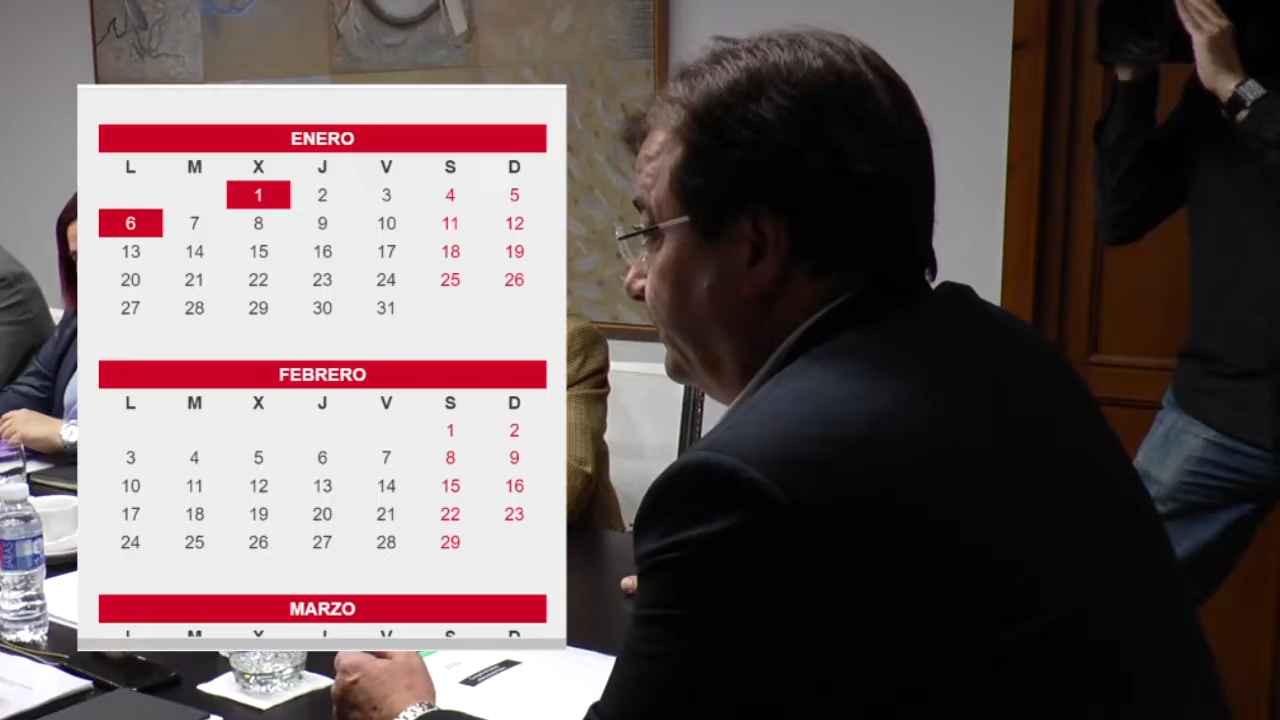 ENERO
L M X J V S D
1 2 3 4 5
6 7 8 9 10 11 12
13 14 15 16 17 18 19
20 21 22 23 24 25 26
27 28 29 30 31
FEBRERO
L M X J V S D
1 2
3 4 5 6 7 8 9
10 11 12 13 14 15 16
17 18 19 20 21 22 23
24 25 26 27 28 29
MARZO
L M X J V S D